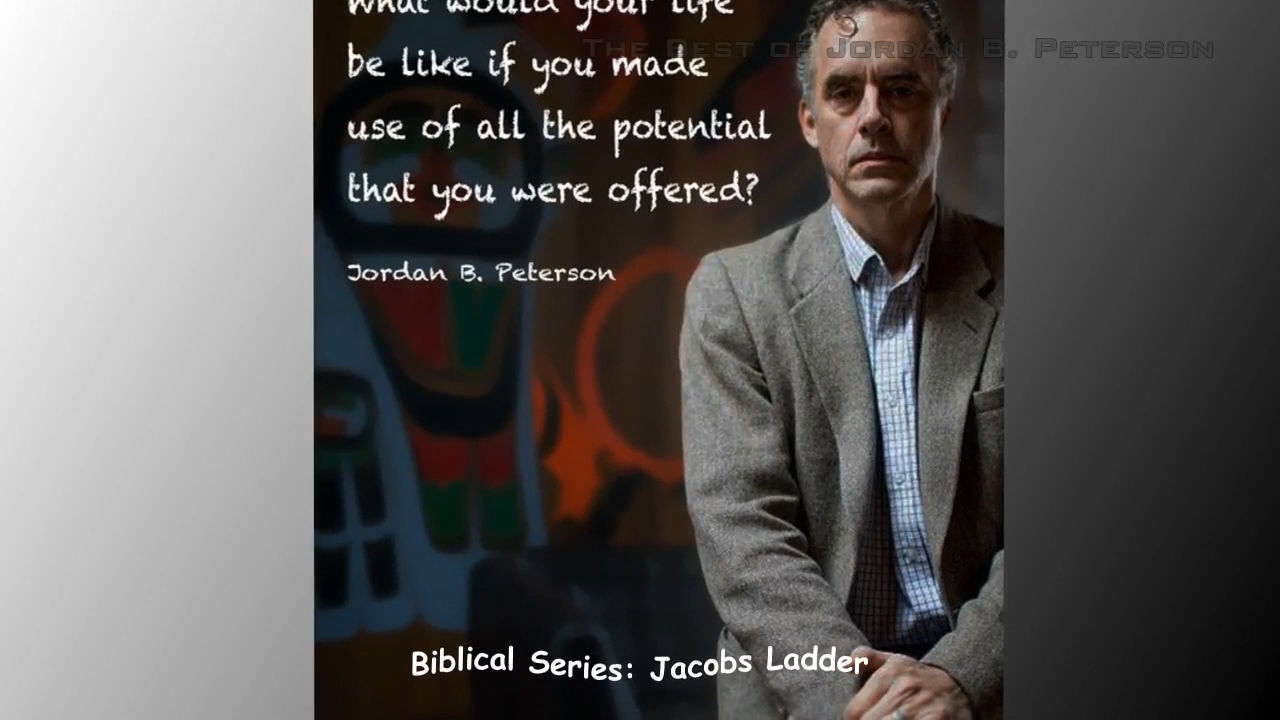 what would your life
be like if you made
use of all the potential
that you were offered?
Jordan B. Peterson
The Best of Jordan B. Peterson
Biblical Series: Jacobs Ladder